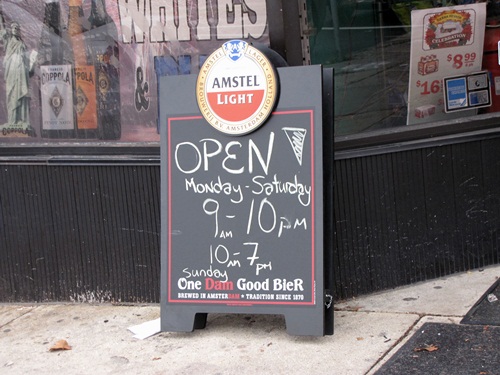 WHITES
&
COPPOLA
COPPOLA
CELEBRATION
$8.99
$16
AMSTEL
LIGHT
OPEN
Monday - Saturday
9AM - 10PM
10AM - 7PM
Sunday
One Dam Good BieR
BREWED IN AMSTERDAM • TRADITION SINCE 1870